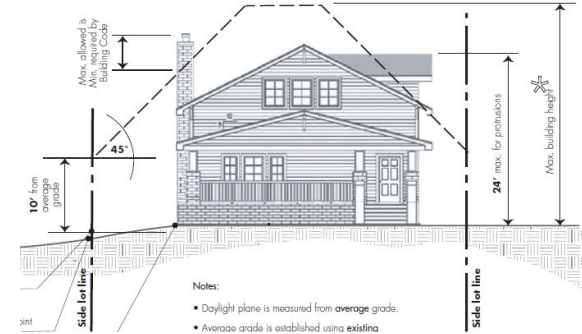 Max. allowed is
Min. required by
Building Code
45°
10' from
average
grade
24' max. for protrusions
Max. building height
Side lot line
Side lot line
Notes:
• Daylight plane is measured from average grade.
• Average grade is established using existing
oint